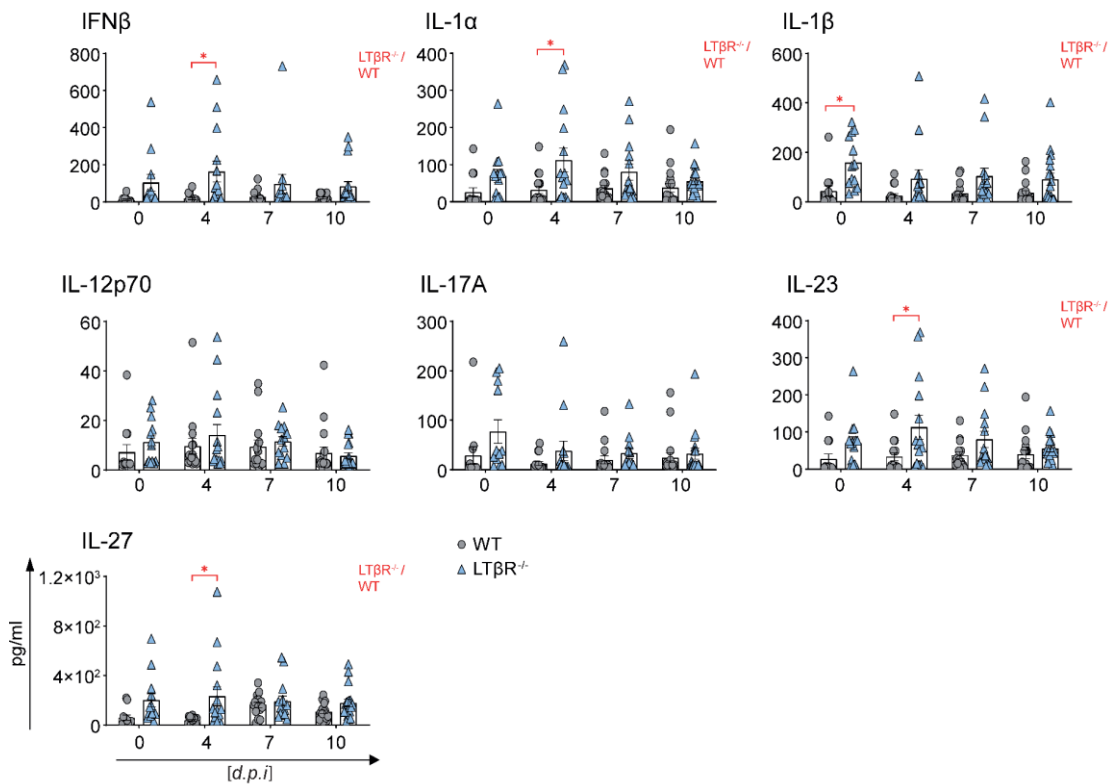 IFNβ
800
600
400
200
0
*
LTβR⁻/⁻/
WT
0 4 7 10
IL-1α
400
300
200
100
0
*
LTβR⁻/⁻/
WT
0 4 7 10
IL-1β
600
400
200
0
*
LTβR⁻/⁻/
WT
0 4 7 10
IL-12p70
60
40
20
0
0 4 7 10
IL-17A
300
200
100
0
0 4 7 10
IL-23
400
300
200
100
0
*
LTβR⁻/⁻/
WT
0 4 7 10
IL-27
1.2×10³
8×10²
4×10²
0
pg/ml
*
LTβR⁻/⁻/
WT
0 4 7 10
[d.p.i]
WT
LTβR⁻/⁻